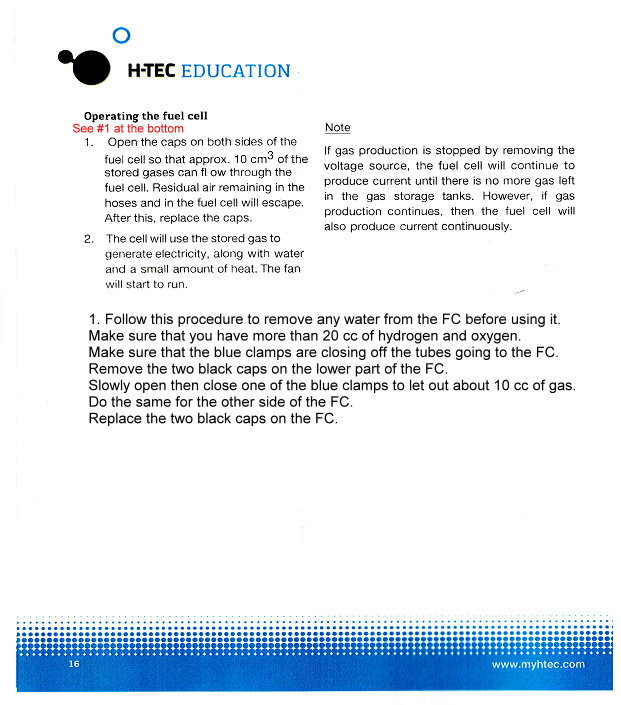 H-TEC EDUCATION
Operating the fuel cell
See #1 at the bottom
1. Open the caps on both sides of the
fuel cell so that approx. 10 cm³ of the
stored gases can fl ow through the
fuel cell. Residual air remaining in the
hoses and in the fuel cell will escape.
After this, replace the caps.
2. The cell will use the stored gas to
generate electricity, along with water
and a small amount of heat. The fan
will start to run.
Note
If gas production is stopped by removing the
voltage source, the fuel cell will continue to
produce current until there is no more gas left
in the gas storage tanks. However, if gas
production continues, then the fuel cell will
also produce current continuously.
1. Follow this procedure to remove any water from the FC before using it.
Make sure that you have more than 20 cc of hydrogen and oxygen.
Make sure that the blue clamps are closing off the tubes going to the FC.
Remove the two black caps on the lower part of the FC.
Slowly open then close one of the blue clamps to let out about 10 cc of gas.
Do the same for the other side of the FC.
Replace the two black caps on the FC.
16
www.myhtec.com